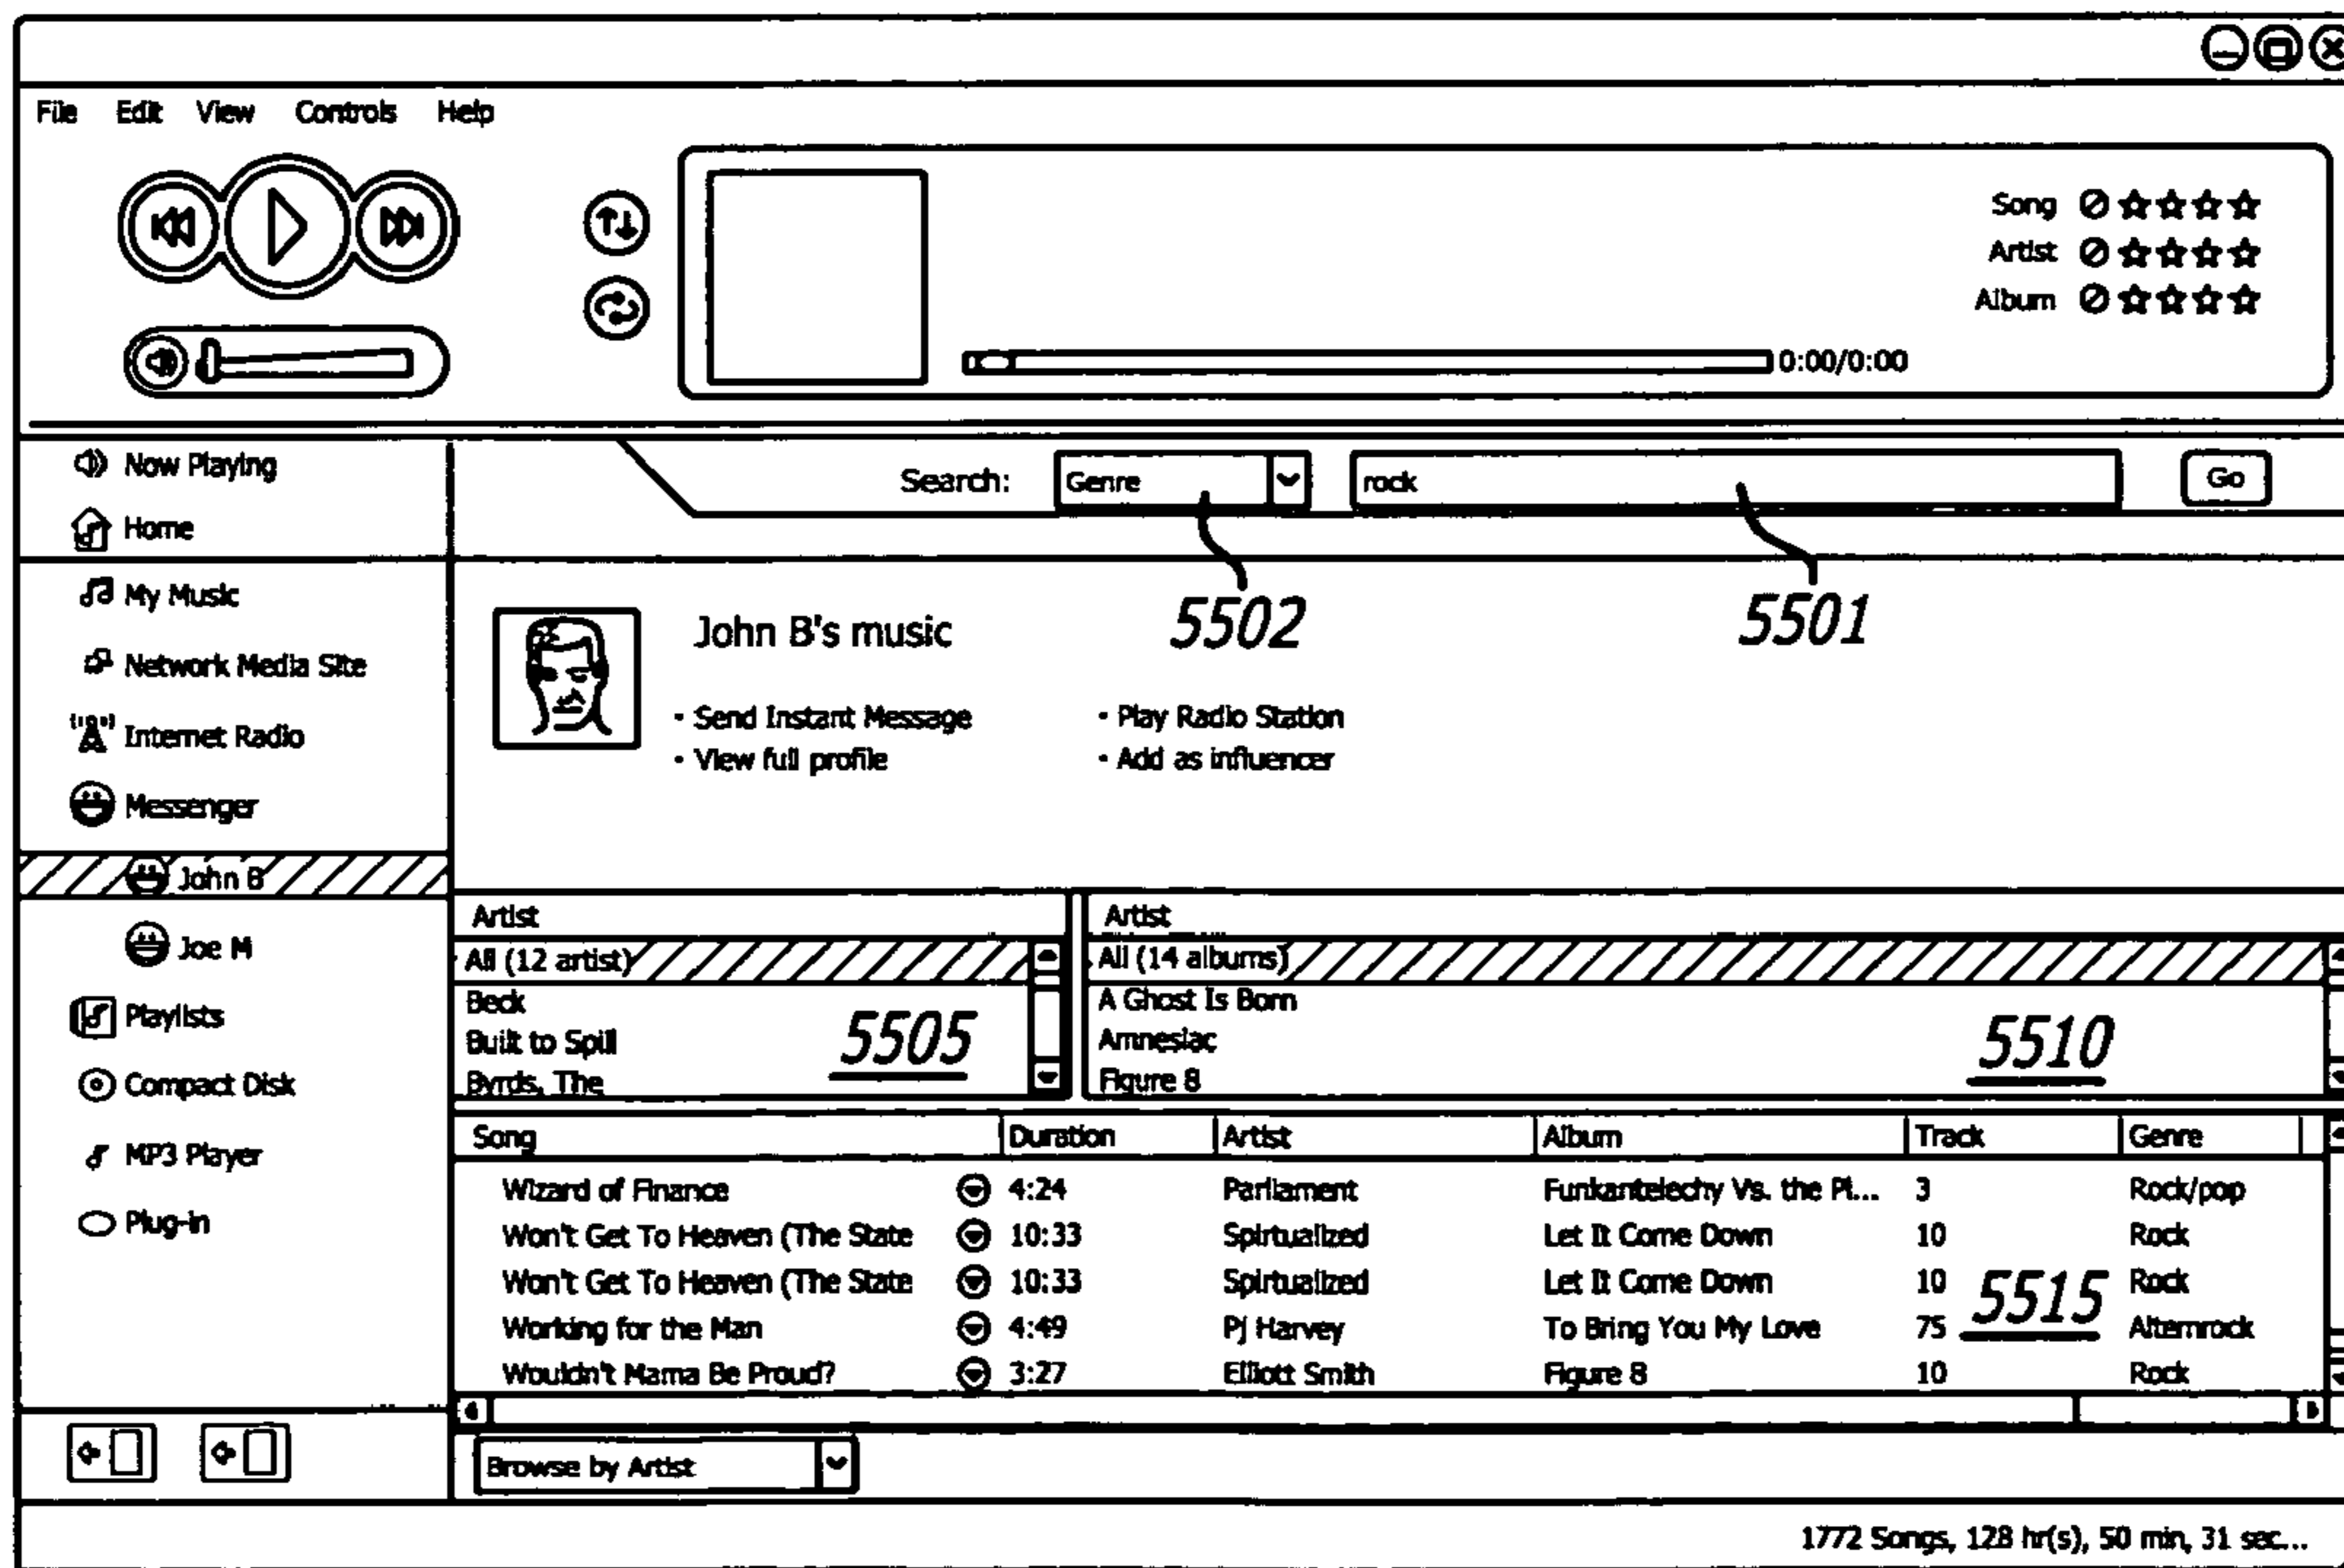 File Edit View Controls Help
Song
Artist
Album
0:00/0:00
Now Playing
Home
My Music
Network Media Site
Internet Radio
Messenger
John B
Joe M
Playlists
Compact Disk
MP3 Player
Plug-in
Search: Genre rock Go
5502 5501
John B's music
· Send Instant Message · Play Radio Station
· View full profile · Add as influencer
Artist
All (12 artist)
Beck
Built to Spill
Byrds, The
5505
Artist
All (14 albums)
A Ghost Is Born
Amnesiac
Figure 8
5510
Song Duration Artist Album Track Genre
Wizard of Finance 4:24 Parliament Funkantelechy Vs. the Pl... 3 Rock/pop
Won't Get To Heaven (The State 10:33 Spirtualized Let It Come Down 10 Rock
Won't Get To Heaven (The State 10:33 Spirtualized Let It Come Down 10 Rock
Working for the Man 4:49 Pj Harvey To Bring You My Love 75 Alternrock
Wouldn't Mama Be Proud? 3:27 Elliott Smith Figure 8 10 Rock
5515
Browse by Artist
1772 Songs, 128 hr(s), 50 min, 31 sec...